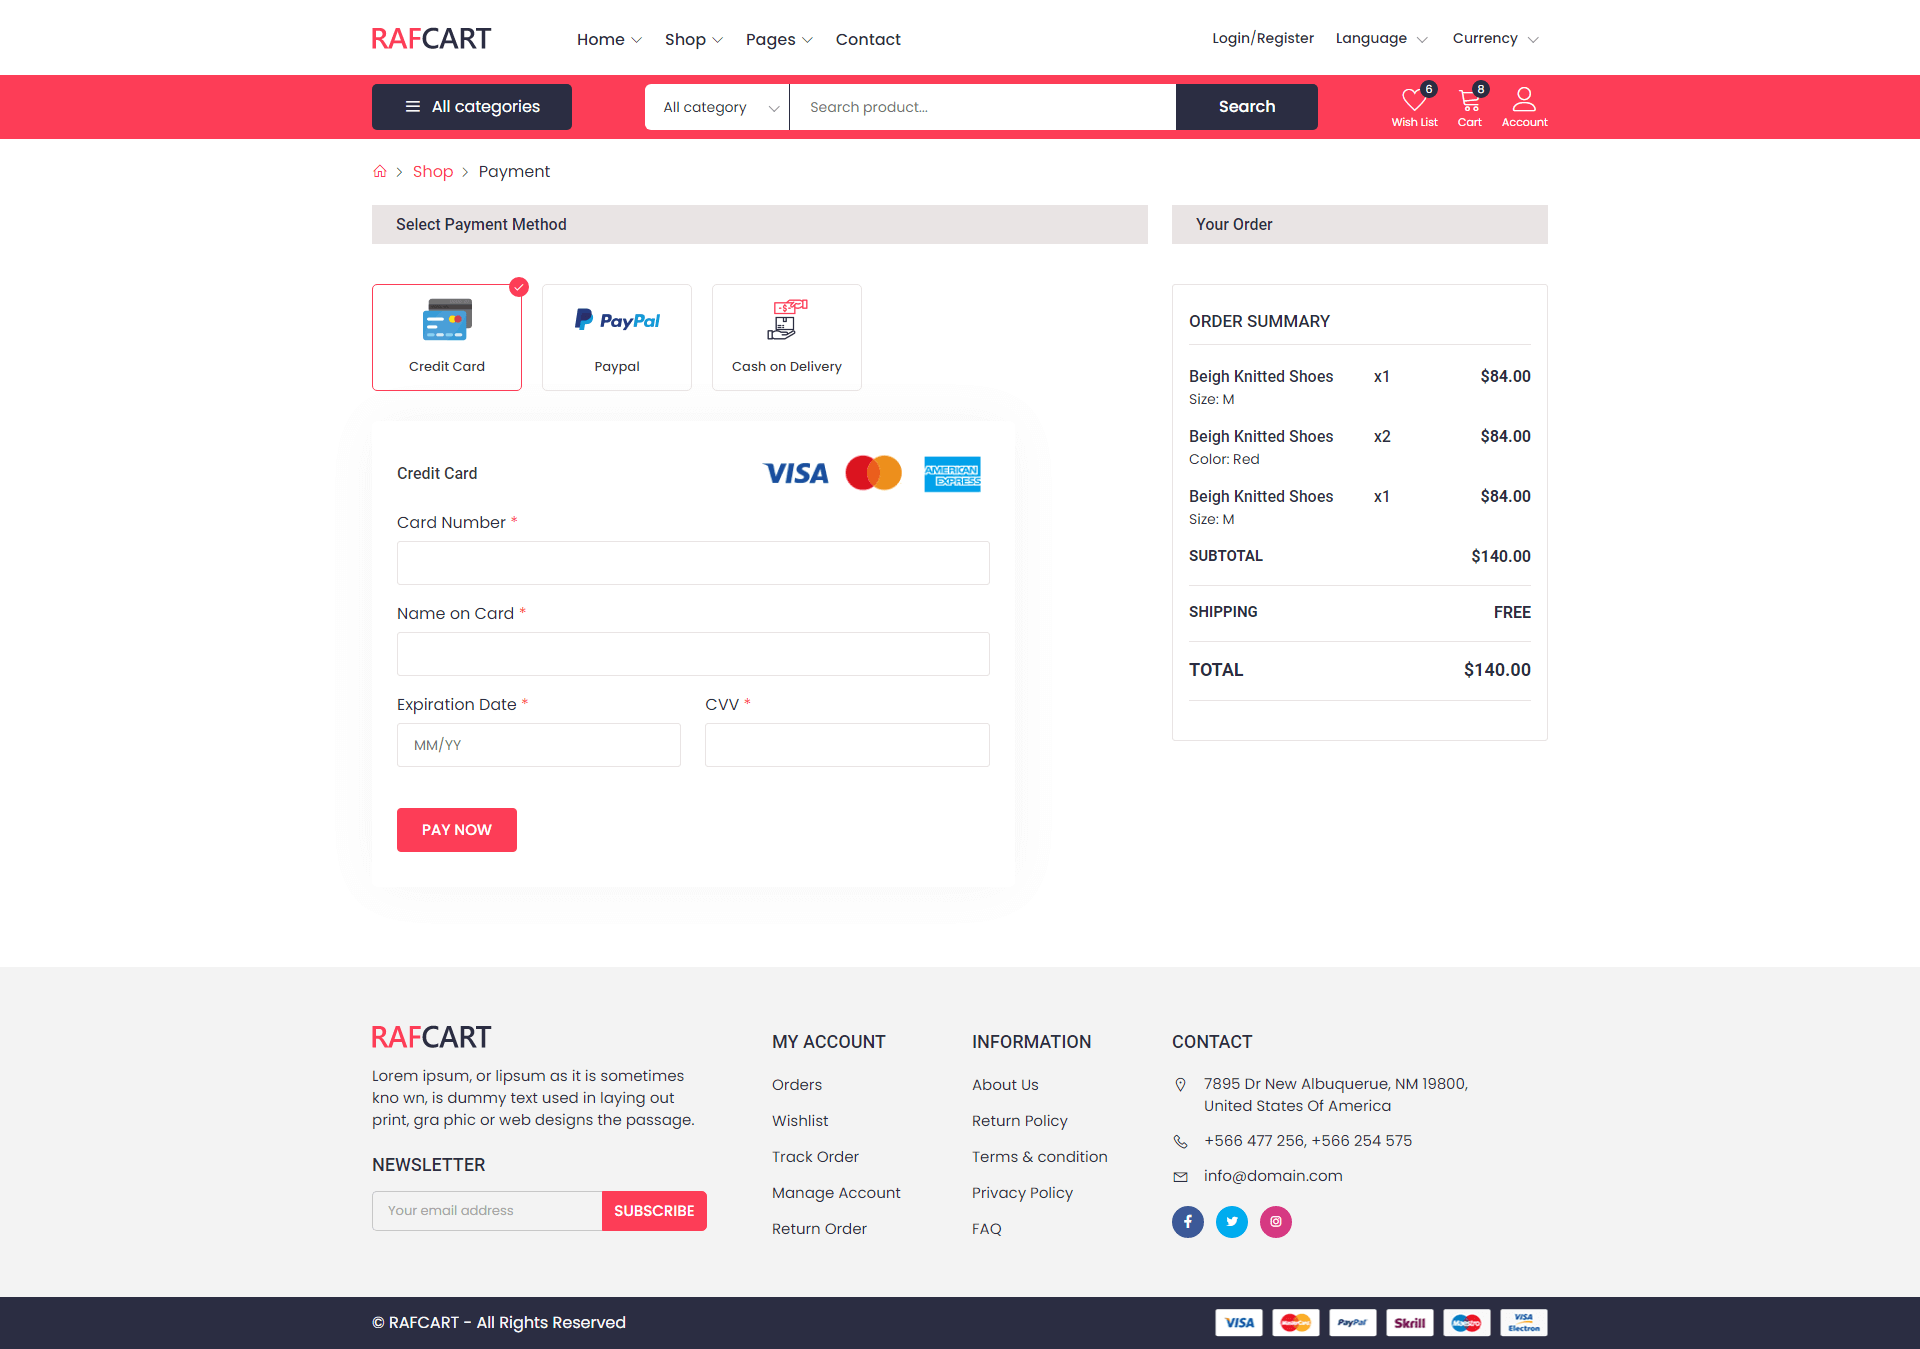 RAFCART
Home Shop Pages Contact
Login/Register Language Currency
All categories
All category Search product... Search
6 8
Wish List Cart Account
Shop Payment
Select Payment Method
Your Order
PayPal
Credit Card Paypal Cash on Delivery
Credit Card VISA AMERICAN EXPRESS
Card Number *
Name on Card *
Expiration Date * CVV *
MM/YY
PAY NOW
ORDER SUMMARY
Beigh Knitted Shoes x1 $84.00
Size: M
Beigh Knitted Shoes x2 $84.00
Color: Red
Beigh Knitted Shoes x1 $84.00
Size: M
SUBTOTAL $140.00
SHIPPING FREE
TOTAL $140.00
RAFCART
Lorem ipsum, or lipsum as it is sometimes
kno wn, is dummy text used in laying out
print, gra phic or web designs the passage.
NEWSLETTER
Your email address SUBSCRIBE
MY ACCOUNT
Orders
Wishlist
Track Order
Manage Account
Return Order
INFORMATION
About Us
Return Policy
Terms & condition
Privacy Policy
FAQ
CONTACT
7895 Dr New Albuquerue, NM 19800,
United States Of America
+566 477 256, +566 254 575
info@domain.com
© RAFCART - All Rights Reserved
VISA MasterCard PayPal Skrill Maestro VISA Electron